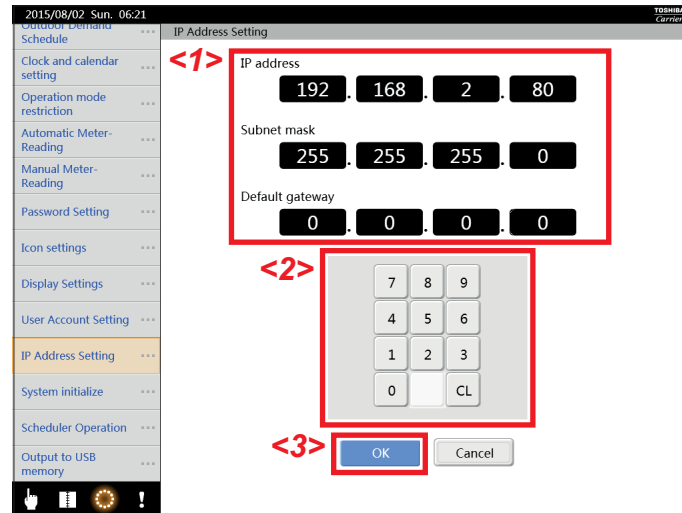 2015/08/02 Sun. 06:21
TOSHIBA
Carrier
Outdoor Demand
Schedule
Clock and calendar
setting
Operation mode
restriction
Automatic Meter-
Reading
Manual Meter-
Reading
Password Setting
Icon settings
Display Settings
User Account Setting
IP Address Setting
System initialize
Scheduler Operation
Output to USB
memory
IP Address Setting
<1>
IP address
192 . 168 . 2 . 80
Subnet mask
255 . 255 . 255 . 0
Default gateway
0 . 0 . 0 . 0
<2>
7 8 9
4 5 6
1 2 3
0 CL
<3>
OK Cancel